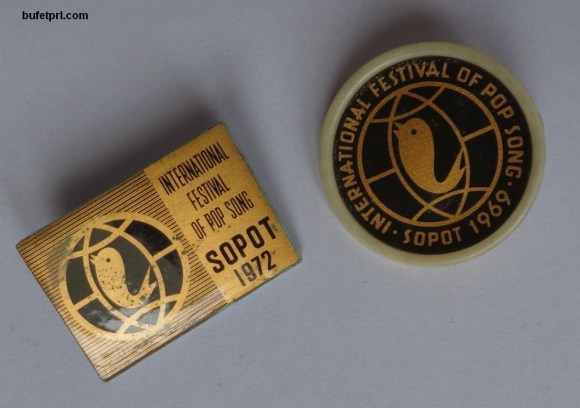 bufetprl.com
INTERNATIONAL
FESTIVAL
OF POP SONG
SOPOT
1972
INTERNATIONAL FESTIVAL OF POP SONG ·
· SOPOT 1969 ·